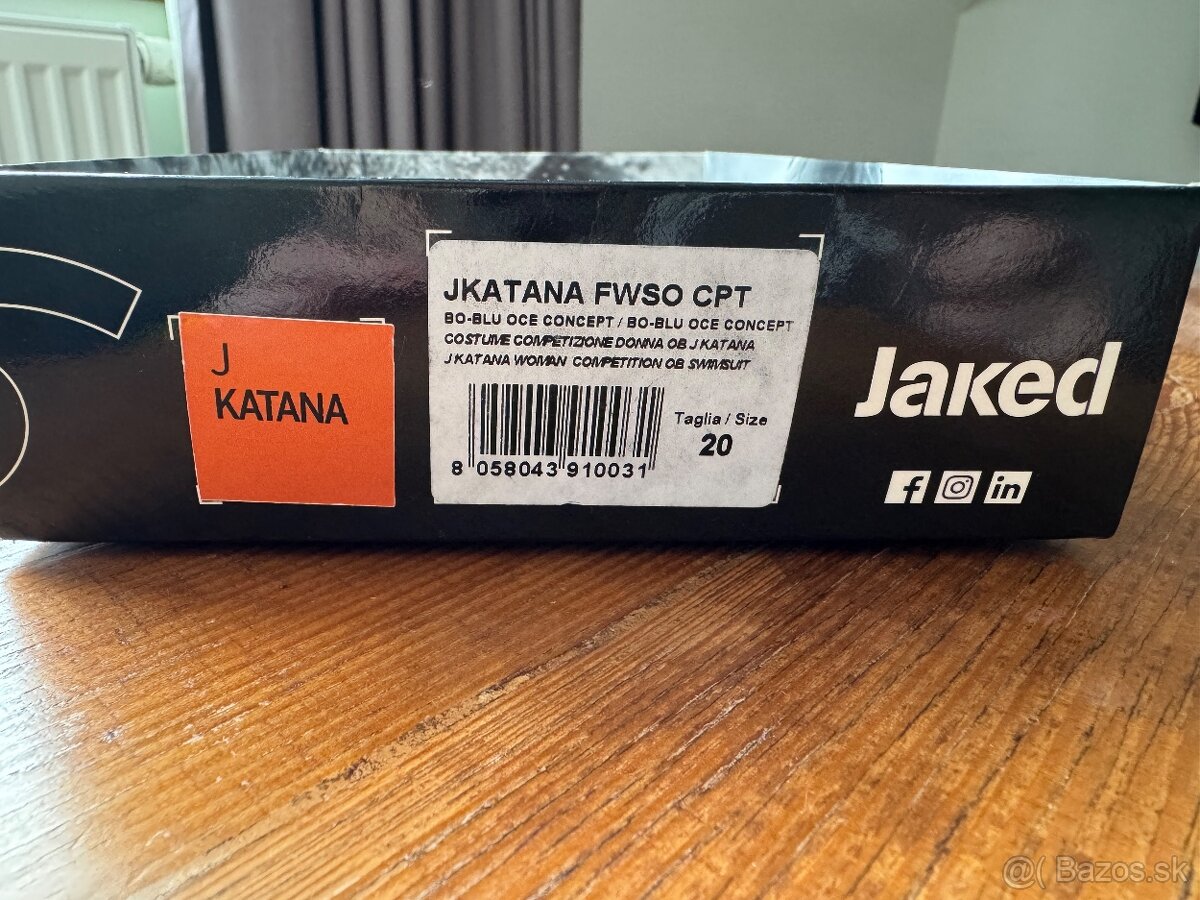 J
KATANA
JKATANA FWSO CPT
BO-BLU OCE CONCEPT / BO-BLU OCE CONCEPT
COSTUME COMPETIZIONE DONNA OB J KATANA
J KATANA WOMAN COMPETITION OB SWIMSUIT
Taglia / Size
20
8 058043 910031
Jaked
f in
@( Bazos.sk